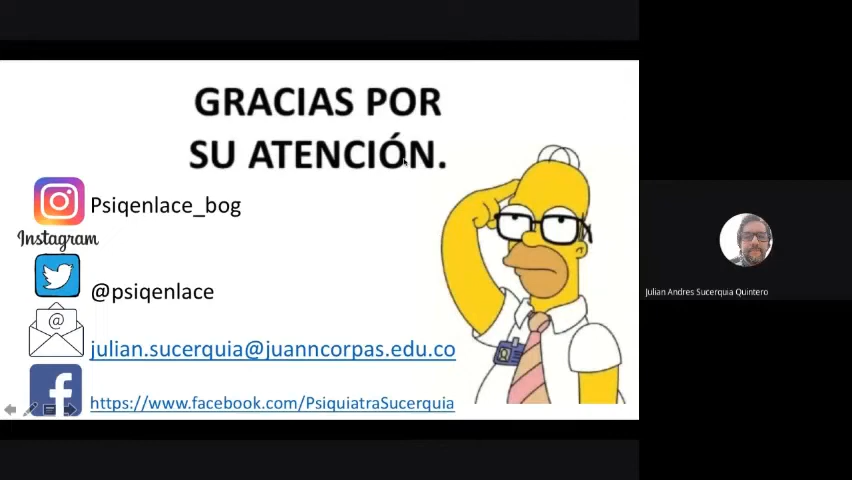 GRACIAS POR
SU ATENCIÓN.
Psiqenlace_bog
Instagram
@psiqenlace
@
julian.sucerquia@juanncorpas.edu.co
https://www.facebook.com/PsiquiatraSucerquia
Julian Andres Sucerquia Quintero